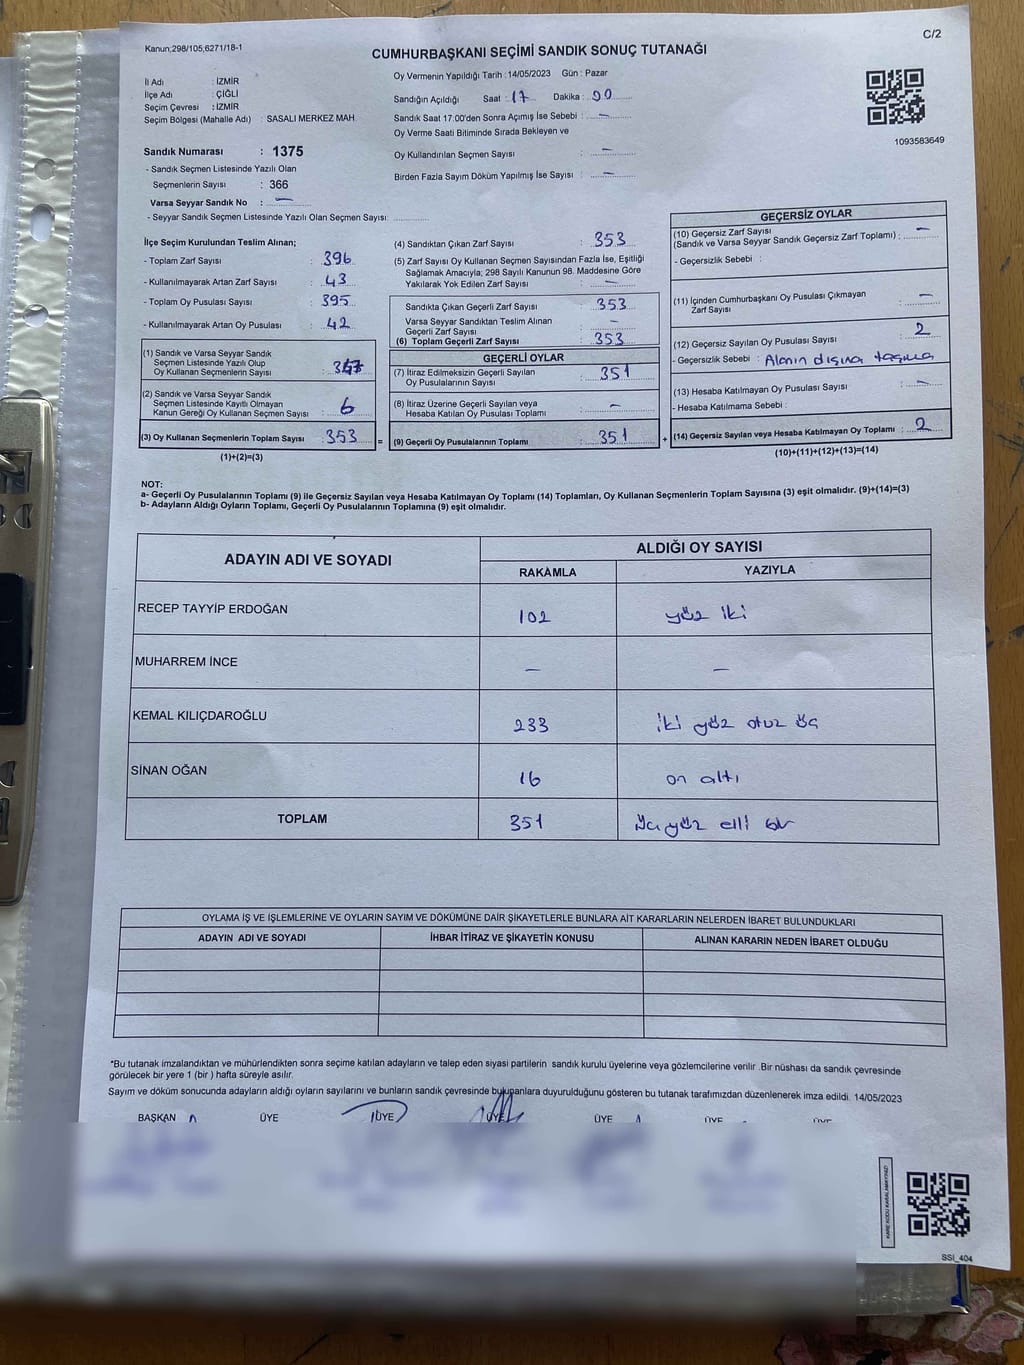 Kanun;298/105,6271/18-1
C/2
CUMHURBAŞKANI SEÇİMİ SANDIK SONUÇ TUTANAĞI
İl Adı : İZMİR
İlçe Adı : ÇİĞLİ
Seçim Çevresi : İZMİR
Seçim Bölgesi (Mahalle Adı) : SASALI MERKEZ MAH.
Sandık Numarası : 1375
- Sandık Seçmen Listesinde Yazılı Olan
Seçmenlerin Sayısı : 366
Varsa Seyyar Sandık No : —
- Seyyar Sandık Seçmen Listesinde Yazılı Olan Seçmen Sayısı: ............
Oy Vermenin Yapıldığı Tarih : 14/05/2023 Gün : Pazar
Sandığın Açıldığı Saat : 17 Dakika : 00
Sandık Saat 17:00'den Sonra Açımış İse Sebebi : —
Oy Verme Saati Bitiminde Sırada Bekleyen ve
Oy Kullandırılan Seçmen Sayısı : —
Birden Fazla Sayım Döküm Yapılmış İse Sayısı : —
1093583649
İlçe Seçim Kurulundan Teslim Alınan;
- Toplam Zarf Sayısı : 396
- Kullanılmayarak Artan Zarf Sayısı : 43
- Toplam Oy Pusulası Sayısı : 395
- Kullanılmayarak Artan Oy Pusulası : 42
(1) Sandık ve Varsa Seyyar Sandık
Seçmen Listesinde Yazılı Olup
Oy Kullanan Seçmenlerin Sayısı : 347
(2) Sandık ve Varsa Seyyar Sandık
Seçmen Listesinde Kayıtlı Olmayan
Kanun Gereği Oy Kullanan Seçmen Sayısı : 6
(3) Oy Kullanan Seçmenlerin Toplam Sayısı : 353 =
(1)+(2)=(3)
(4) Sandıktan Çıkan Zarf Sayısı : 353
(5) Zarf Sayısı Oy Kullanan Seçmen Sayısından Fazla İse, Eşitliği
Sağlamak Amacıyla; 298 Sayılı Kanunun 98. Maddesine Göre
Yakılarak Yok Edilen Zarf Sayısı : —
Sandıkta Çıkan Geçerli Zarf Sayısı : 353
Varsa Seyyar Sandıktan Teslim Alınan
Geçerli Zarf Sayısı : —
(6) Toplam Geçerli Zarf Sayısı : 353
GEÇERLİ OYLAR
(7) İtiraz Edilmeksizin Geçerli Sayılan
Oy Pusulalarının Sayısı : 351
(8) İtiraz Üzerine Geçerli Sayılan veya
Hesaba Katılan Oy Pusulası Toplamı : —
(9) Geçerli Oy Pusulalarının Toplamı : 351 +
GEÇERSİZ OYLAR
(10) Geçersiz Zarf Sayısı
(Sandık ve Varsa Seyyar Sandık Geçersiz Zarf Toplamı) : —
- Geçersizlik Sebebi :
(11) İçinden Cumhurbaşkanı Oy Pusulası Çıkmayan
Zarf Sayısı : —
(12) Geçersiz Sayılan Oy Pusulası Sayısı : 2
- Geçersizlik Sebebi : Alanın dışına taşma
(13) Hesaba Katılmayan Oy Pusulası Sayısı : —
- Hesaba Katılmama Sebebi :
(14) Geçersiz Sayılan veya Hesaba Katılmayan Oy Toplamı : 2
(10)+(11)+(12)+(13)=(14)
NOT:
a- Geçerli Oy Pusulalarının Toplamı (9) ile Geçersiz Sayılan veya Hesaba Katılmayan Oy Toplamı (14) Toplamları, Oy Kullanan Seçmenlerin Toplam Sayısına (3) eşit olmalıdır. (9)+(14)=(3)
b- Adayların Aldığı Oyların Toplamı, Geçerli Oy Pusulalarının Toplamına (9) eşit olmalıdır.
ADAYIN ADI VE SOYADI
ALDIĞI OY SAYISI
RAKAMLA YAZIYLA
RECEP TAYYİP ERDOĞAN 102 yüz iki
MUHARREM İNCE — —
KEMAL KILIÇDAROĞLU 233 iki yüz otuz üç
SİNAN OĞAN 16 on altı
TOPLAM 351 üç yüz elli bir
OYLAMA İŞ VE İŞLEMLERİNE VE OYLARIN SAYIM VE DÖKÜMÜNE DAİR ŞİKAYETLERLE BUNLARA AİT KARARLARIN NELERDEN İBARET BULUNDUKLARI
ADAYIN ADI VE SOYADI İHBAR İTİRAZ VE ŞİKAYETİN KONUSU ALINAN KARARIN NEDEN İBARET OLDUĞU
*Bu tutanak imzalandıktan ve mühürlendikten sonra seçime katılan adayların ve talep eden siyasi partilerin sandık kurulu üyelerine veya gözlemcilerine verilir .Bir nüshası da sandık çevresinde
görülecek bir yere 1 (bir ) hafta süreyle asılır.
Sayım ve döküm sonucunda adayların aldığı oyların sayılarını ve bunların sandık çevresinde bulunanlara duyurulduğunu gösteren bu tutanak tarafımızdan düzenlenerek imza edildi. 14/05/2023
BAŞKAN ÜYE ÜYE ÜYE ÜYE ÜYE ÜYE
KARE KODU KARALAMAYINIZ!
SSİ_404